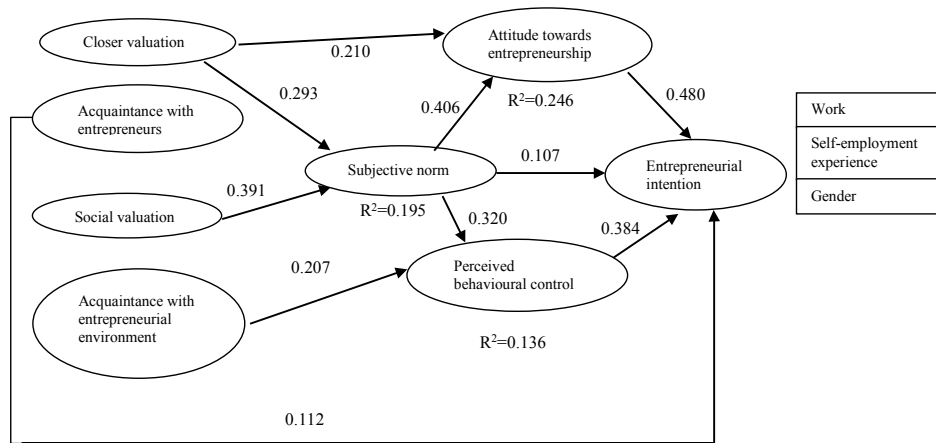 Closer valuation
0.210
Attitude towards
entrepreneurship
R²=0.246
0.293
0.406
0.480
Acquaintance with
entrepreneurs
Work
Self-employment
experience
Gender
Subjective norm
0.107
Entrepreneurial
intention
0.391
Social valuation
R²=0.195
0.320
0.384
0.207
Perceived
behavioural control
Acquaintance with
entrepreneurial
environment
R²=0.136
0.112